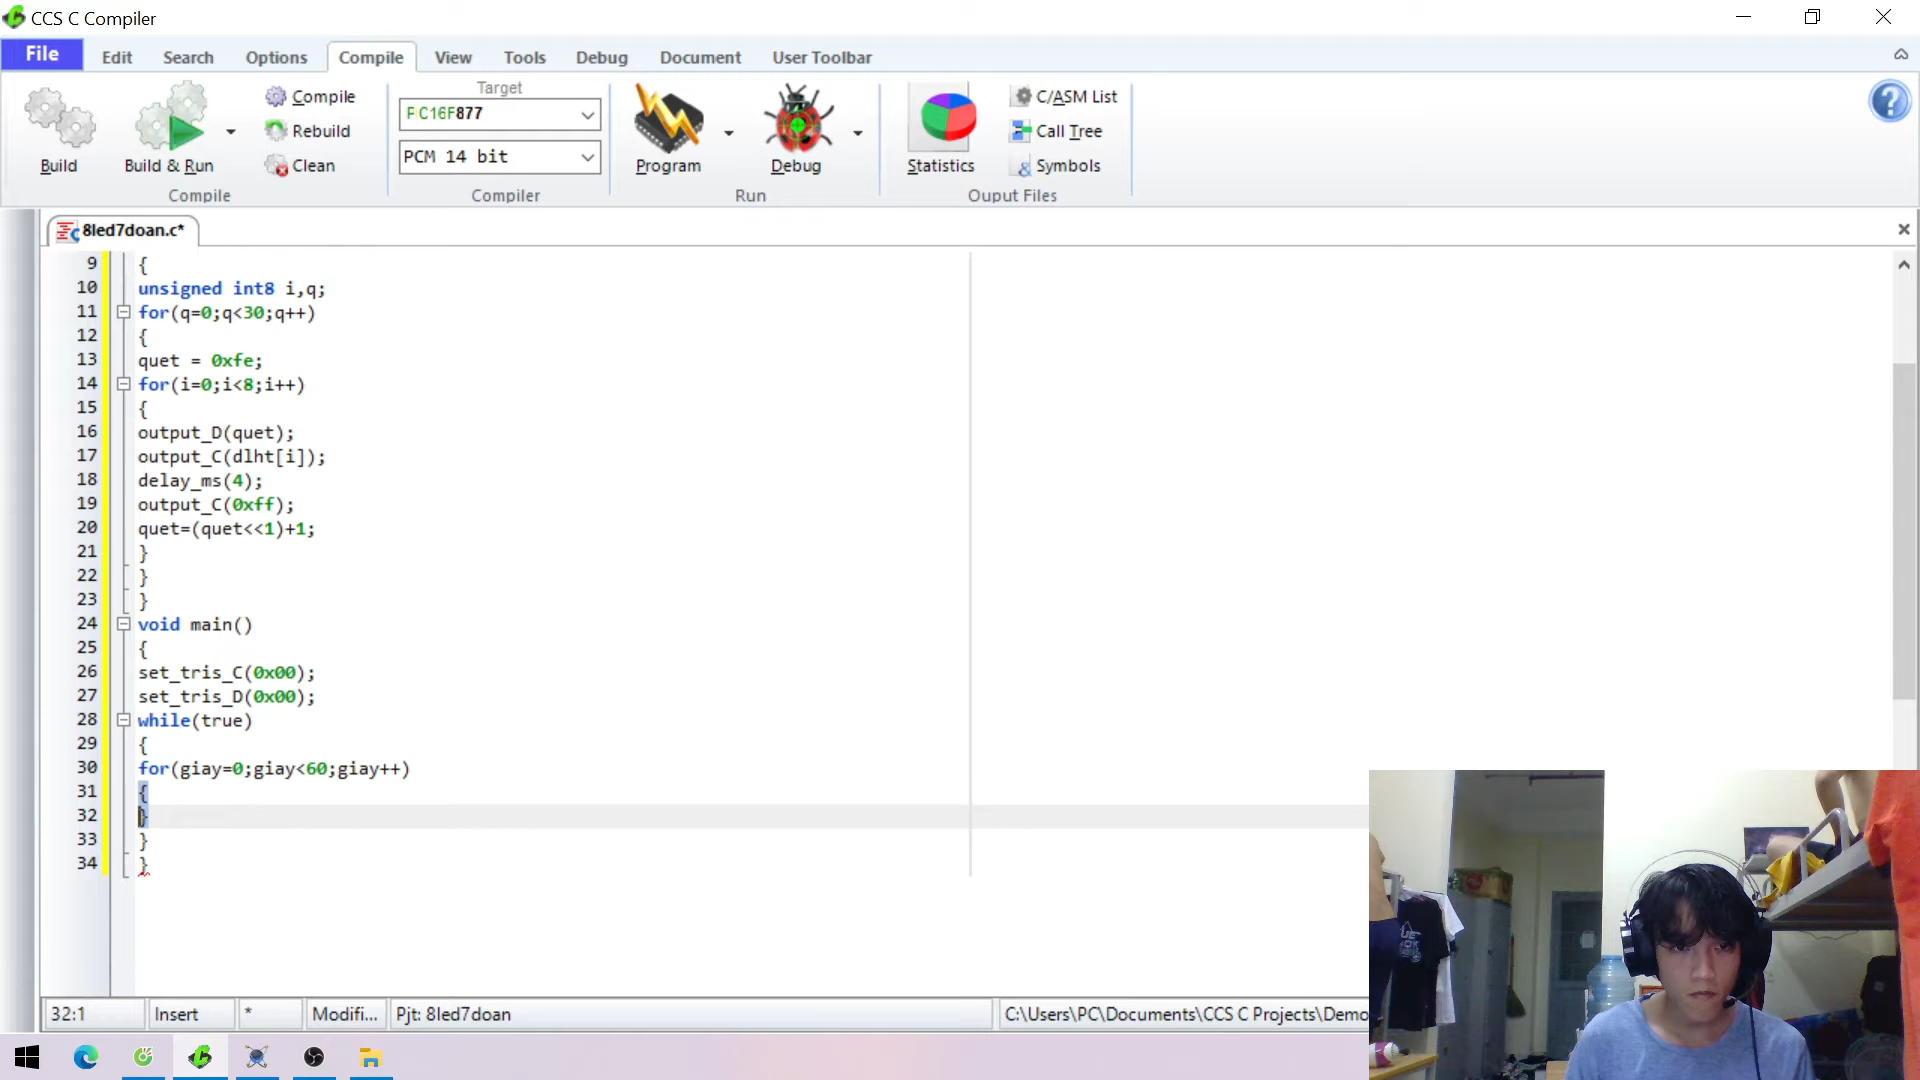 CCS C Compiler
File Edit Search Options Compile View Tools Debug Document User Toolbar
Build
Build & Run
Compile
Rebuild
Clean
Compile
Target
PIC16F877
PCM 14 bit
Compiler
Program
Debug
Run
Statistics
C/ASM List
Call Tree
Symbols
Ouput Files
8led7doan.c*
9 {
10 unsigned int8 i,q;
11 for(q=0;q<30;q++)
12 {
13 quet = 0xfe;
14 for(i=0;i<8;i++)
15 {
16 output_D(quet);
17 output_C(dlht[i]);
18 delay_ms(4);
19 output_C(0xff);
20 quet=(quet<<1)+1;
21 }
22 }
23 }
24 void main()
25 {
26 set_tris_C(0x00);
27 set_tris_D(0x00);
28 while(true)
29 {
30 for(giay=0;giay<60;giay++)
31 {
32 }
33 }
34 }
32:1 Insert * Modifi... Pjt: 8led7doan C:\Users\PC\Documents\CCS C Projects\Demo